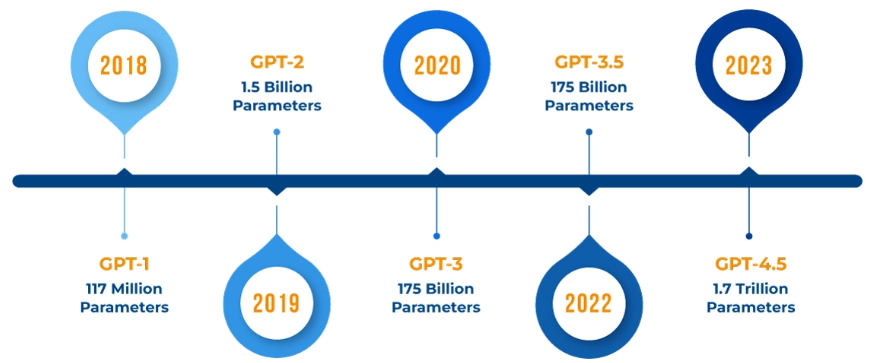 2018
GPT-1
117 Million
Parameters
GPT-2
1.5 Billion
Parameters
2019
2020
GPT-3
175 Billion
Parameters
GPT-3.5
175 Billion
Parameters
2022
2023
GPT-4.5
1.7 Trillion
Parameters